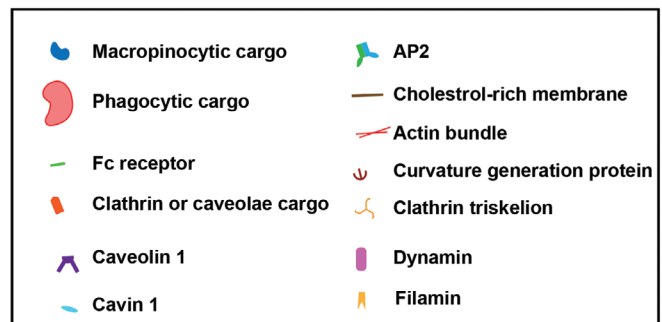 Macropinocytic cargo
Phagocytic cargo
Fc receptor
Clathrin or caveolae cargo
Caveolin 1
Cavin 1
AP2
Cholestrol-rich membrane
Actin bundle
Curvature generation protein
Clathrin triskelion
Dynamin
Filamin